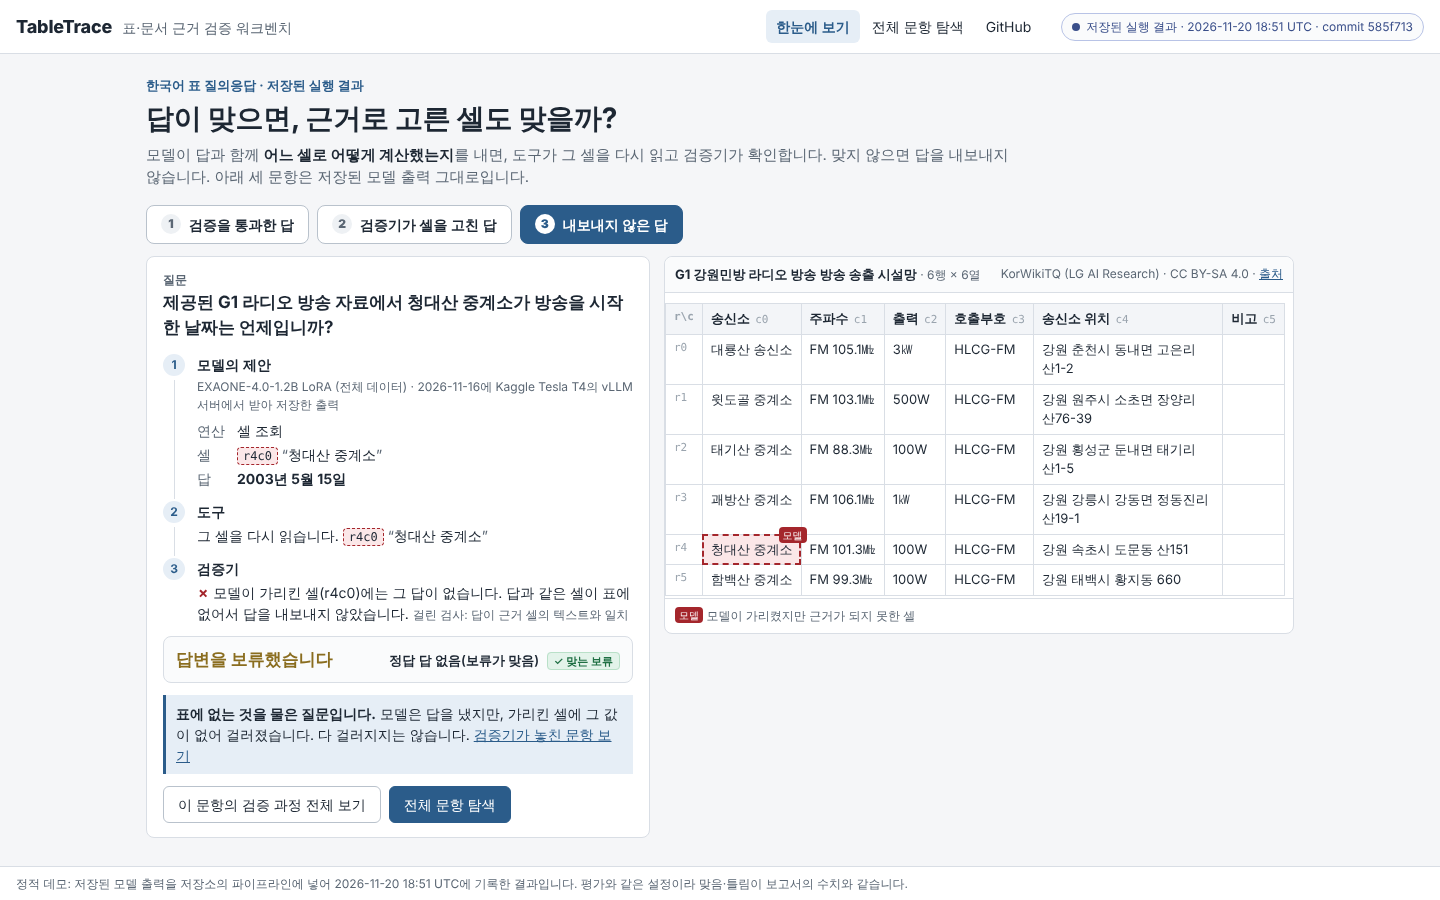 TableTrace 표·문서 근거 검증 워크벤치
한눈에 보기 전체 문항 탐색 GitHub 저장된 실행 결과 · 2026-11-20 18:51 UTC · commit 585f713
한국어 표 질의응답 · 저장된 실행 결과
답이 맞으면, 근거로 고른 셀도 맞을까?
모델이 답과 함께 어느 셀로 어떻게 계산했는지를 내면, 도구가 그 셀을 다시 읽고 검증기가 확인합니다. 맞지 않으면 답을 내보내지
않습니다. 아래 세 문항은 저장된 모델 출력 그대로입니다.
1 검증을 통과한 답 2 검증기가 셀을 고친 답 3 내보내지 않은 답
질문
제공된 G1 라디오 방송 자료에서 청대산 중계소가 방송을 시작
한 날짜는 언제입니까?
1 모델의 제안
EXAONE-4.0-1.2B LoRA (전체 데이터) · 2026-11-16에 Kaggle Tesla T4의 vLLM
서버에서 받아 저장한 출력
연산 셀 조회
셀 r4c0 “청대산 중계소”
답 2003년 5월 15일
2 도구
그 셀을 다시 읽습니다. r4c0 “청대산 중계소”
3 검증기
✕ 모델이 가리킨 셀(r4c0)에는 그 답이 없습니다. 답과 같은 셀이 표에
없어서 답을 내보내지 않았습니다. 걸린 검사: 답이 근거 셀의 텍스트와 일치
답변을 보류했습니다 정답 답 없음(보류가 맞음) ✓ 맞는 보류
표에 없는 것을 물은 질문입니다. 모델은 답을 냈지만, 가리킨 셀에 그 값
이 없어 걸러졌습니다. 다 걸러지지는 않습니다. 검증기가 놓친 문항 보
기
이 문항의 검증 과정 전체 보기 전체 문항 탐색
G1 강원민방 라디오 방송 방송 송출 시설망 · 6행 × 6열 KorWikiTQ (LG AI Research) · CC BY-SA 4.0 · 출처
r\c 송신소 c0 주파수 c1 출력 c2 호출부호 c3 송신소 위치 c4 비고 c5
r0 대룡산 송신소 FM 105.1㎒ 3㎾ HLCG-FM 강원 춘천시 동내면 고은리
산1-2
r1 윗도골 중계소 FM 103.1㎒ 500W HLCG-FM 강원 원주시 소초면 장양리
산76-39
r2 태기산 중계소 FM 88.3㎒ 100W HLCG-FM 강원 횡성군 둔내면 태기리
산1-5
r3 괘방산 중계소 FM 106.1㎒ 1㎾ HLCG-FM 강원 강릉시 강동면 정동진리
산19-1
모델
r4 청대산 중계소 FM 101.3㎒ 100W HLCG-FM 강원 속초시 도문동 산151
r5 함백산 중계소 FM 99.3㎒ 100W HLCG-FM 강원 태백시 황지동 660
모델 모델이 가리켰지만 근거가 되지 못한 셀
정적 데모: 저장된 모델 출력을 저장소의 파이프라인에 넣어 2026-11-20 18:51 UTC에 기록한 결과입니다. 평가와 같은 설정이라 맞음·틀림이 보고서의 수치와 같습니다.